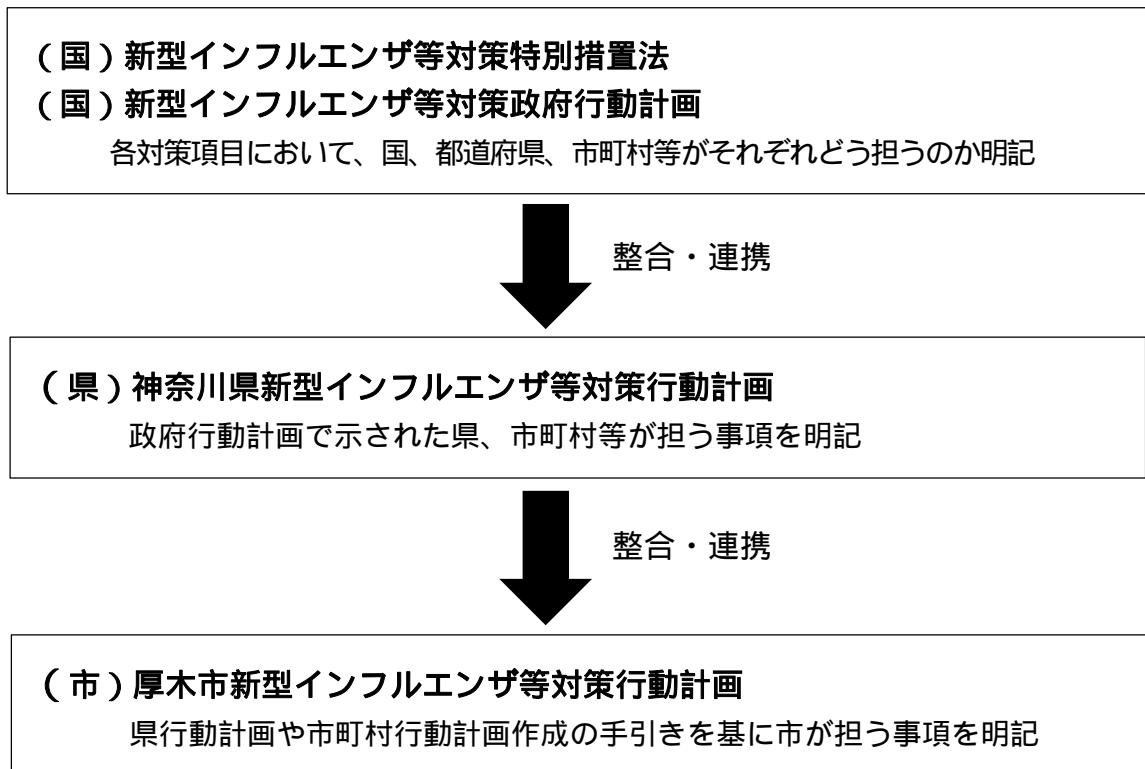 （国）新型インフルエンザ等対策特別措置法
（国）新型インフルエンザ等対策政府行動計画
各対策項目において、国、都道府県、市町村等がそれぞれどう担うのか明記
整合・連携
（県）神奈川県新型インフルエンザ等対策行動計画
政府行動計画で示された県、市町村等が担う事項を明記
整合・連携
（市）厚木市新型インフルエンザ等対策行動計画
県行動計画や市町村行動計画作成の手引きを基に市が担う事項を明記